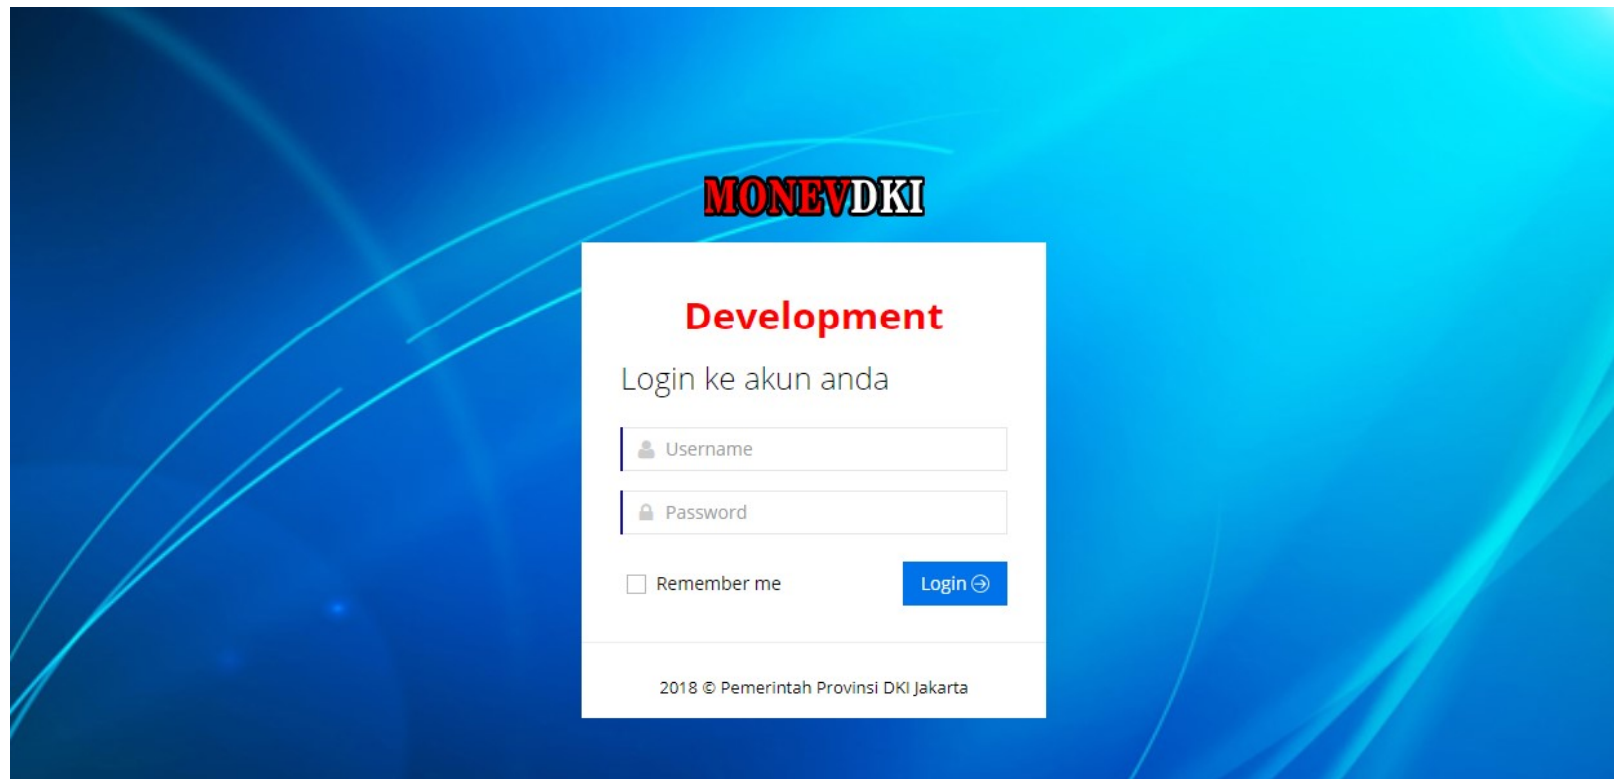 MONEVDKI
Development
Login ke akun anda
Username
Password
Remember me
Login
2018 © Pemerintah Provinsi DKI Jakarta